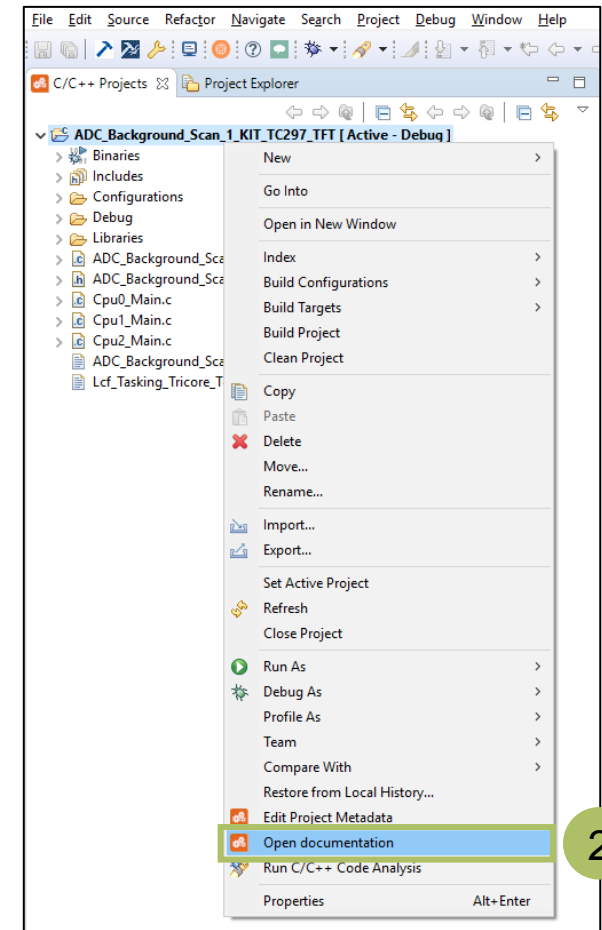 File Edit Source Refactor Navigate Search Project Debug Window Help
C/C++ Projects Project Explorer
ADC_Background_Scan_1_KIT_TC297_TFT [ Active - Debug ]
Binaries
Includes
Configurations
Debug
Libraries
ADC_Background_Sca
ADC_Background_Sca
Cpu0_Main.c
Cpu1_Main.c
Cpu2_Main.c
ADC_Background_Sca
Lcf_Tasking_Tricore_T
New
Go Into
Open in New Window
Index
Build Configurations
Build Targets
Build Project
Clean Project
Copy
Paste
Delete
Move...
Rename...
Import...
Export...
Set Active Project
Refresh
Close Project
Run As
Debug As
Profile As
Team
Compare With
Restore from Local History...
Edit Project Metadata
Open documentation
2
Run C/C++ Code Analysis
Properties Alt+Enter